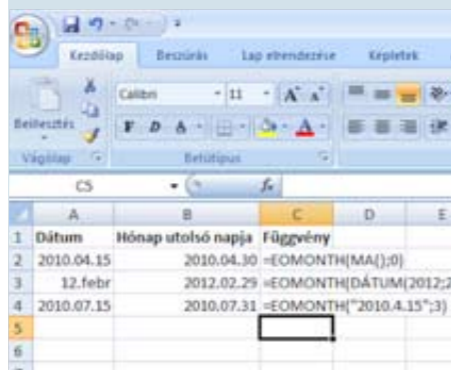 Kezdőlap Beszúrás Lap elrendezése Képletek
Calibri 11 A A
Beillesztés F D A A
Vágólap Betűtípus
C5 fx
A B C D E
1 Dátum Hónap utolsó napja Függvény
2 2010.04.15 2010.04.30 =EOMONTH(MA();0)
3 12.febr 2012.02.29 =EOMONTH(DÁTUM(2012;2
4 2010.07.15 2010.07.31 =EOMONTH("2010.4.15";3)
5
6